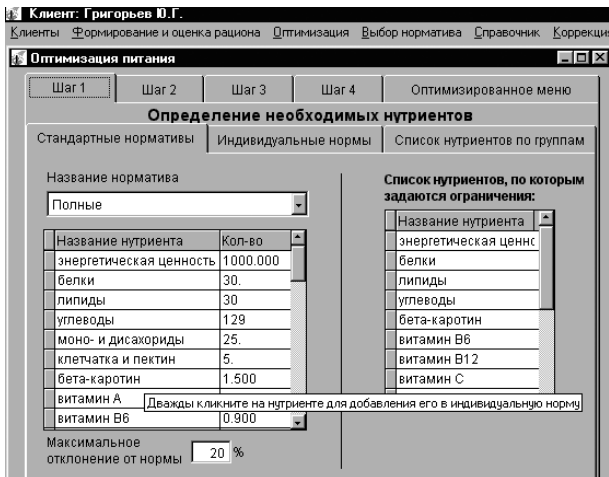 Клиент: Григорьев Ю.Г.
Клиенты Формирование и оценка рациона Оптимизация Выбор норматива Справочник Коррекция
Оптимизация питания
Шаг 1 Шаг 2 Шаг 3 Шаг 4 Оптимизированное меню
Определение необходимых нутриентов
Стандартные нормативы Индивидуальные нормы Список нутриентов по группам
Название норматива
Полные
Название нутриента Кол-во
энергетическая ценность 1000.000
белки 30.
липиды 30
углеводы 129
моно- и дисахориды 25.
клетчатка и пектин 5.
бета-каротин 1.500
витамин А
витамин В6 0.900
Максимальное
отклонение от нормы 20 %
Список нутриентов, по которым
задаются ограничения:
Название нутриента
энергетическая ценнс
белки
липиды
углеводы
бета-каротин
витамин В6
витамин В12
витамин С
Дважды кликните на нутриенте для добавления его в индивидуальную норму